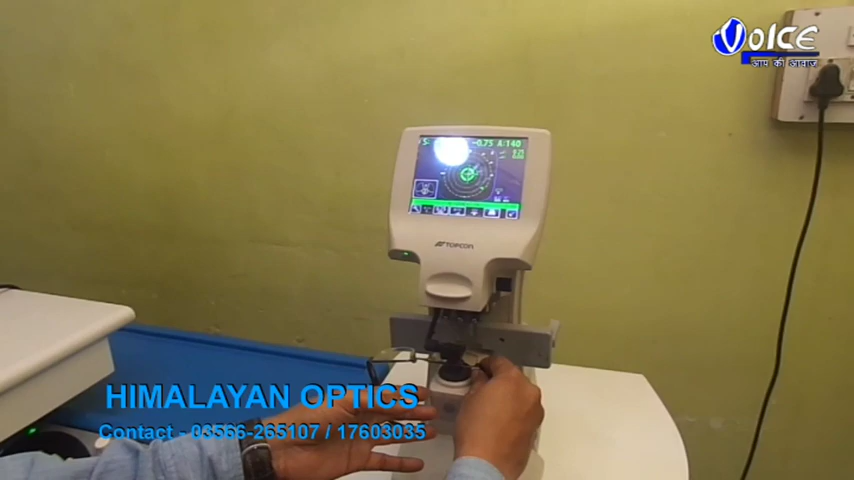 VOICE
आप की आवाज
-0.75 A:140
TOPCON
HIMALAYAN OPTICS
Contact - 03566-265107 / 17603035